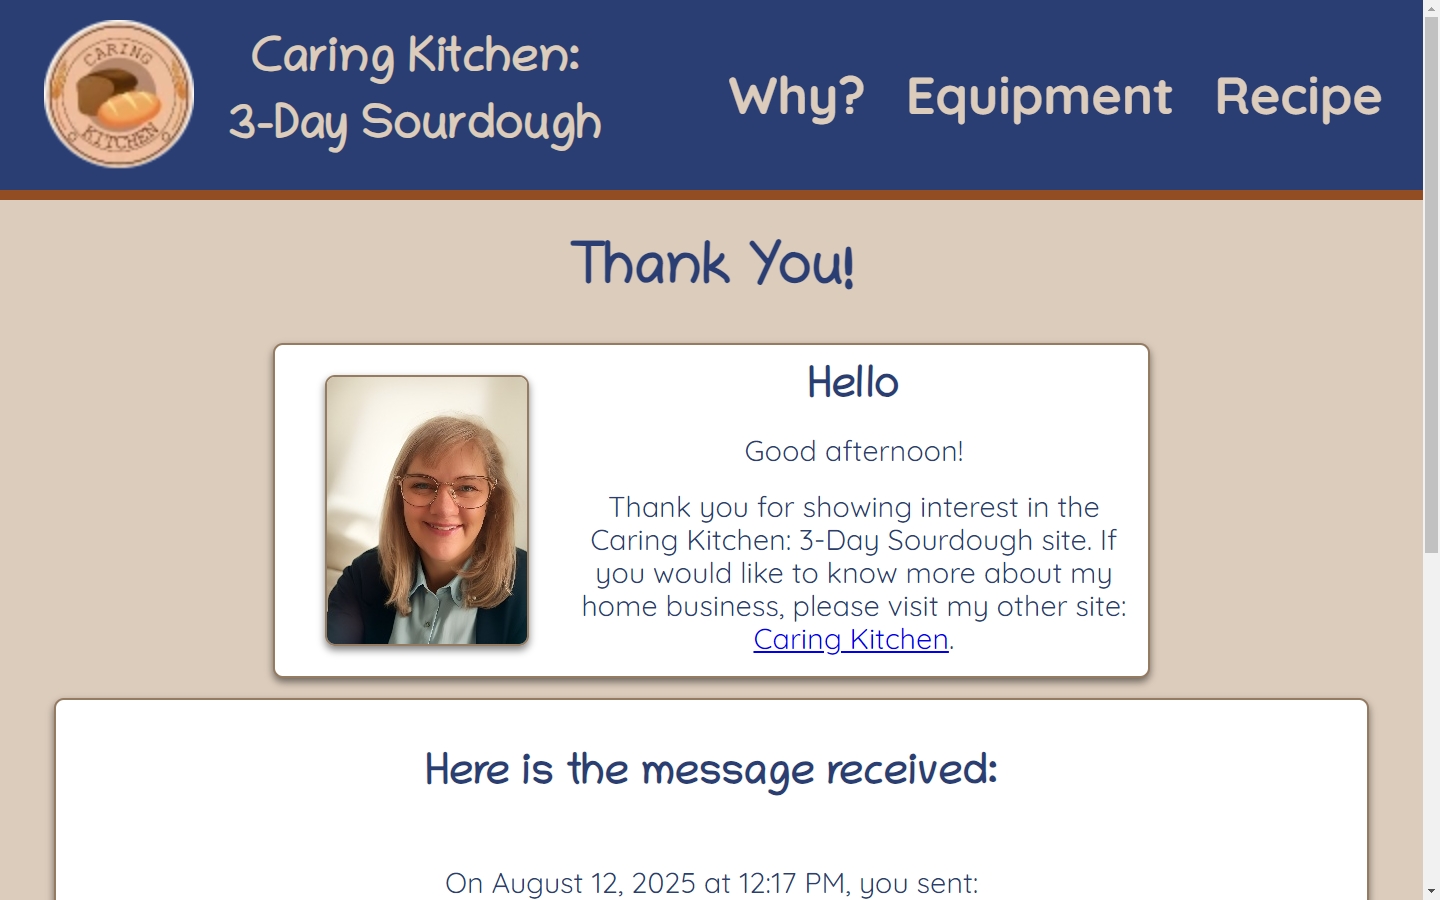 CARING
KITCHEN
Caring Kitchen:
3-Day Sourdough
Why? Equipment Recipe
Thank You!
Hello
Good afternoon!
Thank you for showing interest in the
Caring Kitchen: 3-Day Sourdough site. If
you would like to know more about my
home business, please visit my other site:
Caring Kitchen.
Here is the message received:
On August 12, 2025 at 12:17 PM, you sent: